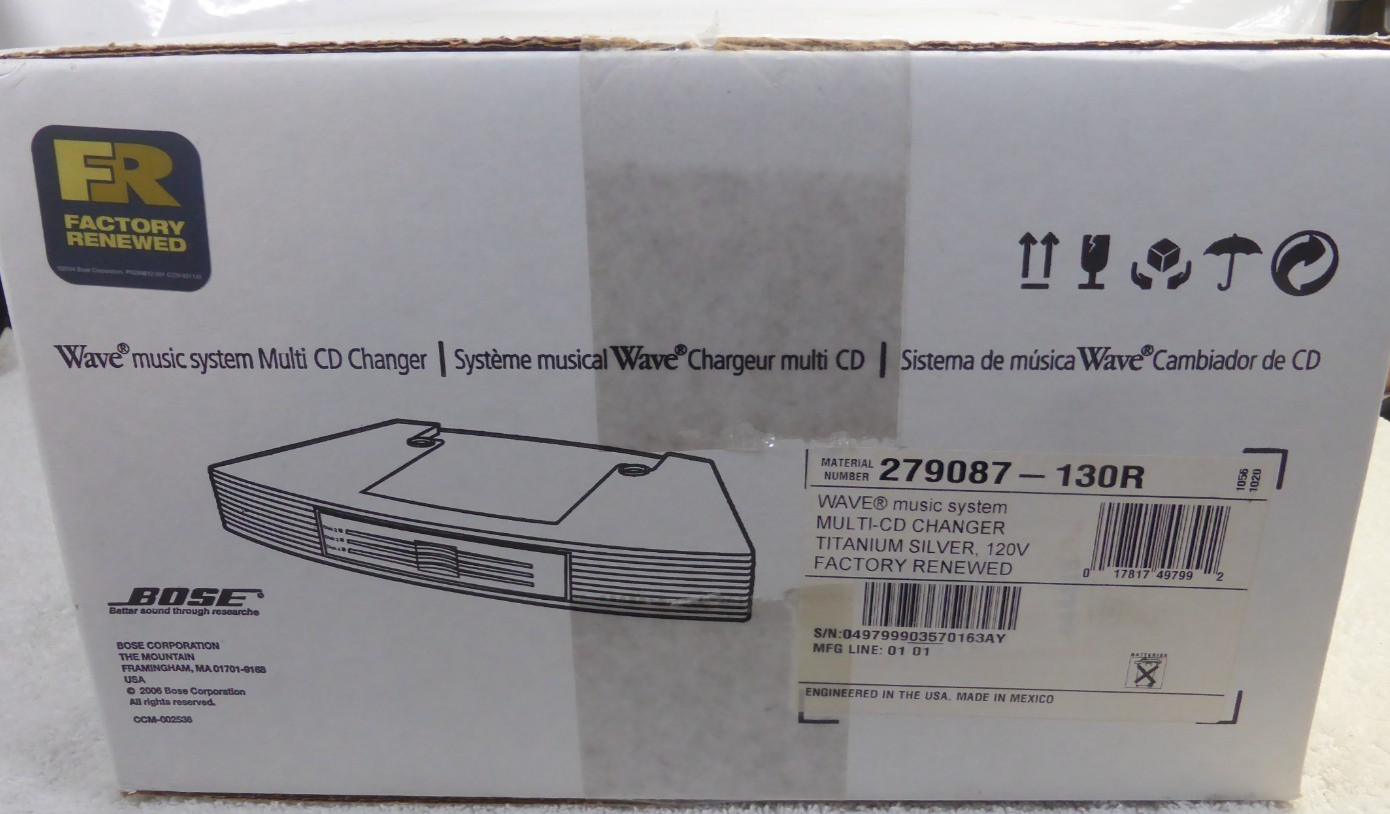 FR
FACTORY
RENEWED
Wave® music system Multi CD Changer | Système musical Wave® Chargeur multi CD | Sistema de música Wave® Cambiador de CD
MATERIAL NUMBER 279087-130R
1056
1020
WAVE® music system
MULTI-CD CHANGER
TITANIUM SILVER, 120V
FACTORY RENEWED
0 17817 49799 2
S/N:049799903570163AY
MFG LINE: 01 01
BATTERIES
ENGINEERED IN THE USA. MADE IN MEXICO
BOSE®
Better sound through research®
BOSE CORPORATION
THE MOUNTAIN
FRAMINGHAM, MA 01701-9168
USA
© 2006 Bose Corporation
All rights reserved.
CCM-002536